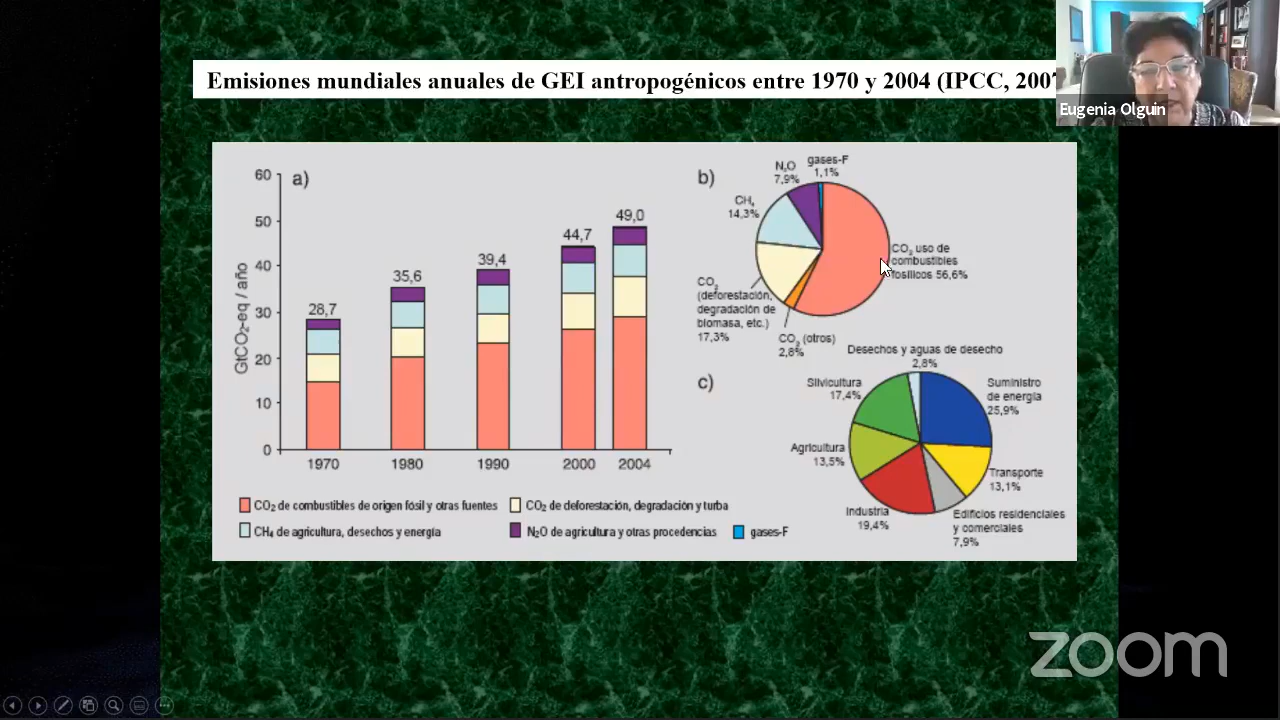 Emisiones mundiales anuales de GEI antropogénicos entre 1970 y 2004 (IPCC, 2007
Eugenia Olguin
a)
GtCO₂-eq / año
60
50
40
30
20
10
0
28,7
35,6
39,4
44,7
49,0
1970
1980
1990
2000
2004
b)
gases-F
1,1%
N₂O
7,9%
CH₄
14,3%
CO₂ uso de
combustibles
fosílicos 56,6%
CO₂
(deforestación,
degradación de
biomasa, etc.)
17,3%
CO₂ (otros)
2,8%
c)
Desechos y aguas de desecho
2,8%
Silvicultura
17,4%
Suministro
de energía
25,9%
Agricultura
13,5%
Transporte
13,1%
Industria
19,4%
Edificios residenciales
y comerciales
7,9%
CO₂ de combustibles de origen fósil y otras fuentes
CO₂ de deforestación, degradación y turba
CH₄ de agricultura, desechos y energía
N₂O de agricultura y otras procedencias
gases-F
zoom